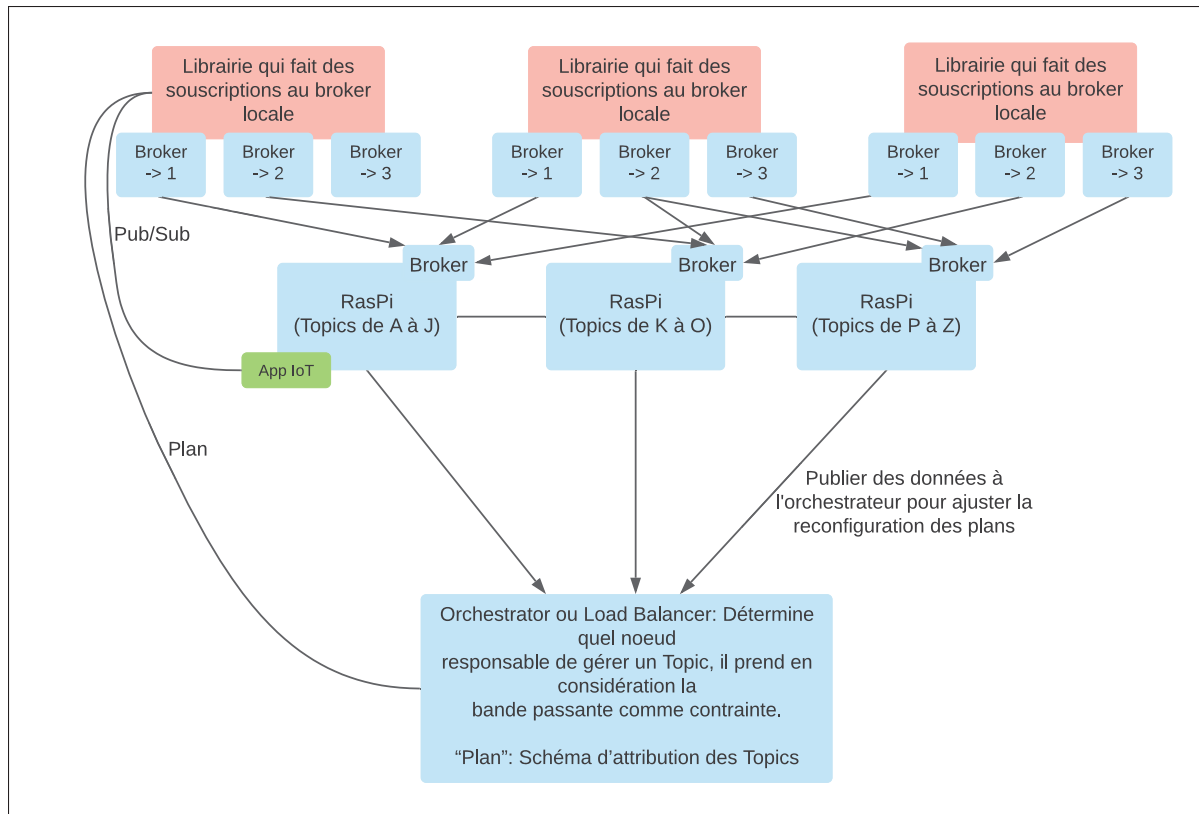 Librairie qui fait des
souscriptions au broker
locale
Librairie qui fait des
souscriptions au broker
locale
Librairie qui fait des
souscriptions au broker
locale
Broker
-> 1
Broker
-> 2
Broker
-> 3
Broker
-> 1
Broker
-> 2
Broker
-> 3
Broker
-> 1
Broker
-> 2
Broker
-> 3
Pub/Sub
Broker
Broker
Broker
RasPi
(Topics de A à J)
RasPi
(Topics de K à O)
RasPi
(Topics de P à Z)
App IoT
Plan
Publier des données à
l'orchestrateur pour ajuster la
reconfiguration des plans
Orchestrator ou Load Balancer: Détermine
quel noeud
responsable de gérer un Topic, il prend en
considération la
bande passante comme contrainte.
“Plan”: Schéma d’attribution des Topics